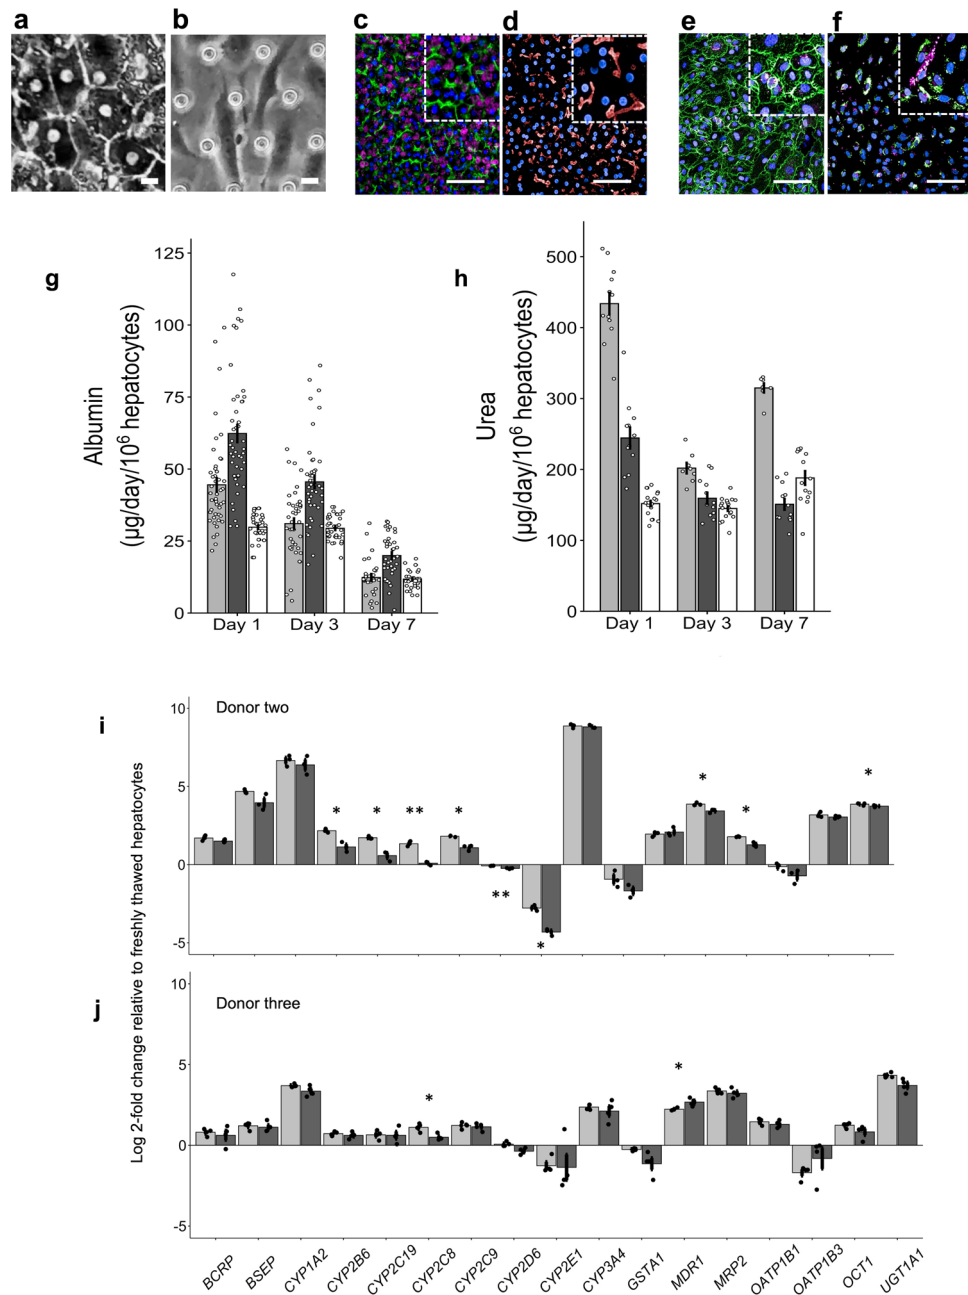 a
b
c
d
e
f
g
Albumin
(µg/day/10⁶ hepatocytes)
125
100
75
50
25
0
Day 1
Day 3
Day 7
h
Urea
(µg/day/10⁶ hepatocytes)
500
400
300
200
100
0
Day 1
Day 3
Day 7
Log 2-fold change relative to freshly thawed hepatocytes
i
Donor two
10
5
0
-5
*
*
**
*
**
*
*
*
*
j
Donor three
10
5
0
-5
*
*
BCRP
BSEP
CYP1A2
CYP2B6
CYP2C19
CYP2C8
CYP2C9
CYP2D6
CYP2E1
CYP3A4
GSTA1
MDR1
MRP2
OATP1B1
OATP1B3
OCT1
UGT1A1